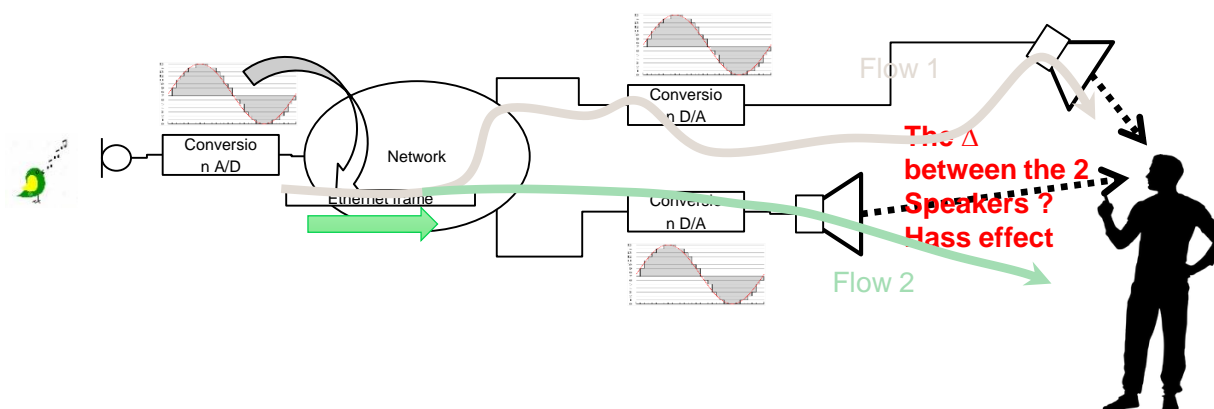 Flow 1
Conversio
n D/A
Conversio
n A/D
Network
Ethernet frame
The Δ
between the 2
Speakers ?
Hass effect
Conversio
n D/A
Flow 2